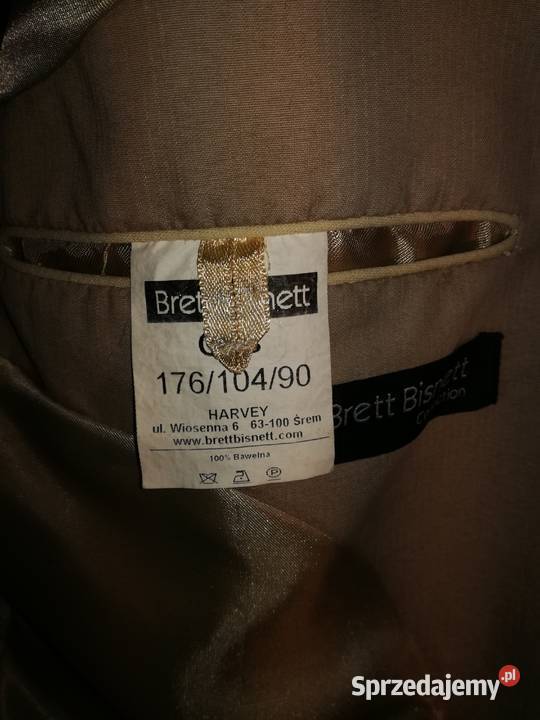 Brett Bisnett
176/104/90
HARVEY
ul. Wiosenna 6 63-100 Śrem
www.brettbisnett.com
100% Bawełna
Brett Bisnett
Collection
Sprzedajemy.pl